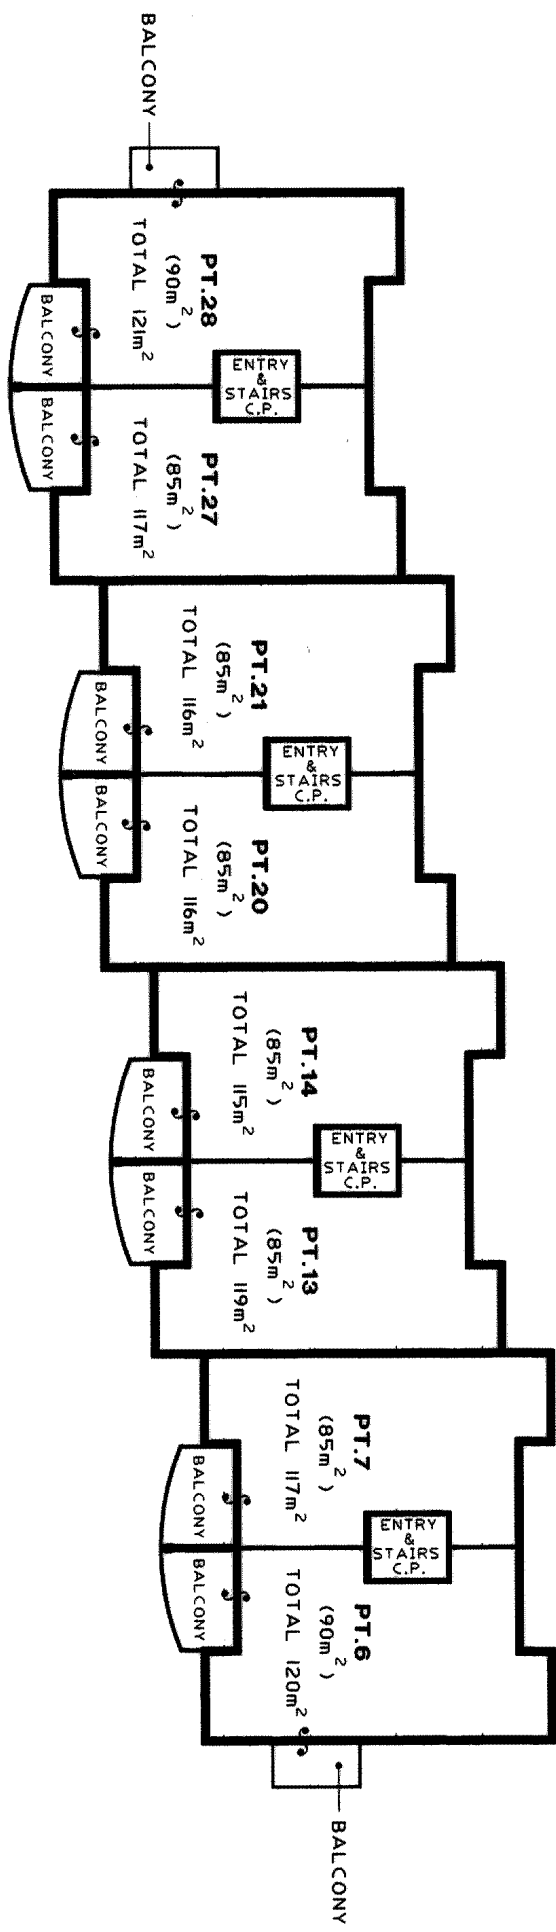 BALCONY
PT.28
(90m²)
TOTAL 121m²
BALCONY
ENTRY
&
STAIRS
C.P.
BALCONY
PT.27
(85m²)
TOTAL 117m²
PT.21
(85m²)
TOTAL 116m²
BALCONY
ENTRY
&
STAIRS
C.P.
BALCONY
PT.20
(85m²)
TOTAL 116m²
PT.14
(85m²)
TOTAL 115m²
BALCONY
ENTRY
&
STAIRS
C.P.
BALCONY
PT.13
(85m²)
TOTAL 119m²
PT.7
(85m²)
TOTAL 117m²
BALCONY
ENTRY
&
STAIRS
C.P.
BALCONY
PT.6
(90m²)
TOTAL 120m²
BALCONY